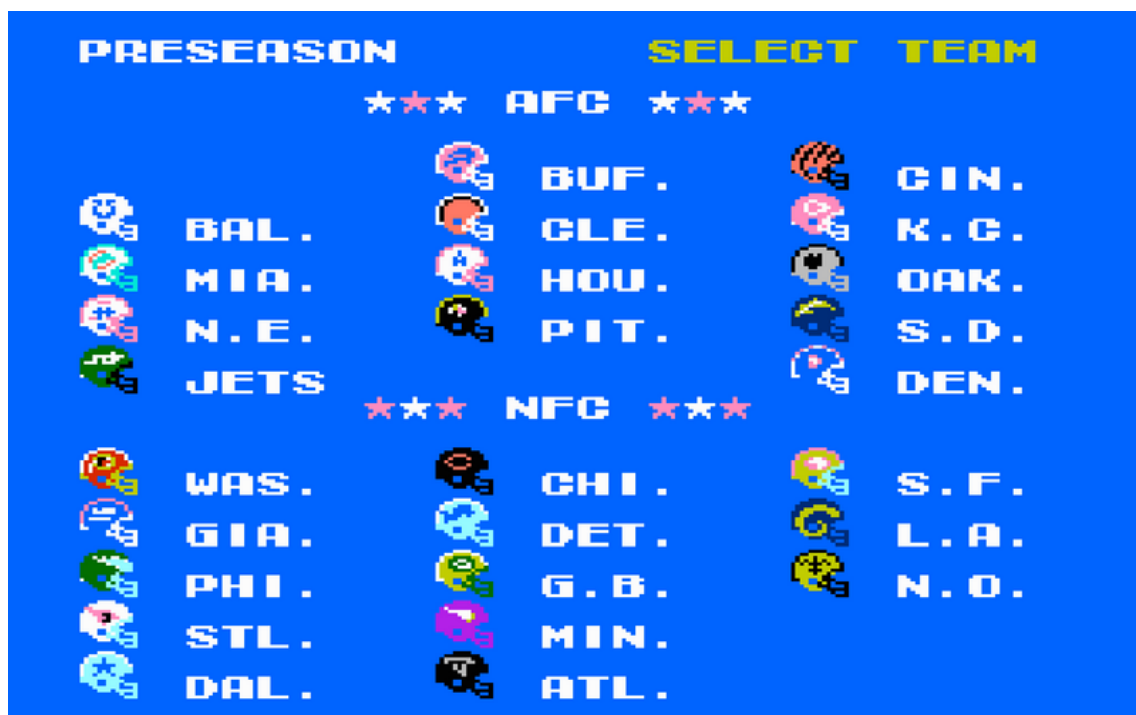 PRESEASON SELECT TEAM
★★★ AFC ★★★
BUF. CIN.
BAL. CLE. K.C.
MIA. HOU. OAK.
N.E. PIT. S.D.
JETS DEN.
★★★ NFC ★★★
WAS. CHI. S.F.
GIA. DET. L.A.
PHI. G.B. N.O.
STL. MIN.
DAL. ATL.